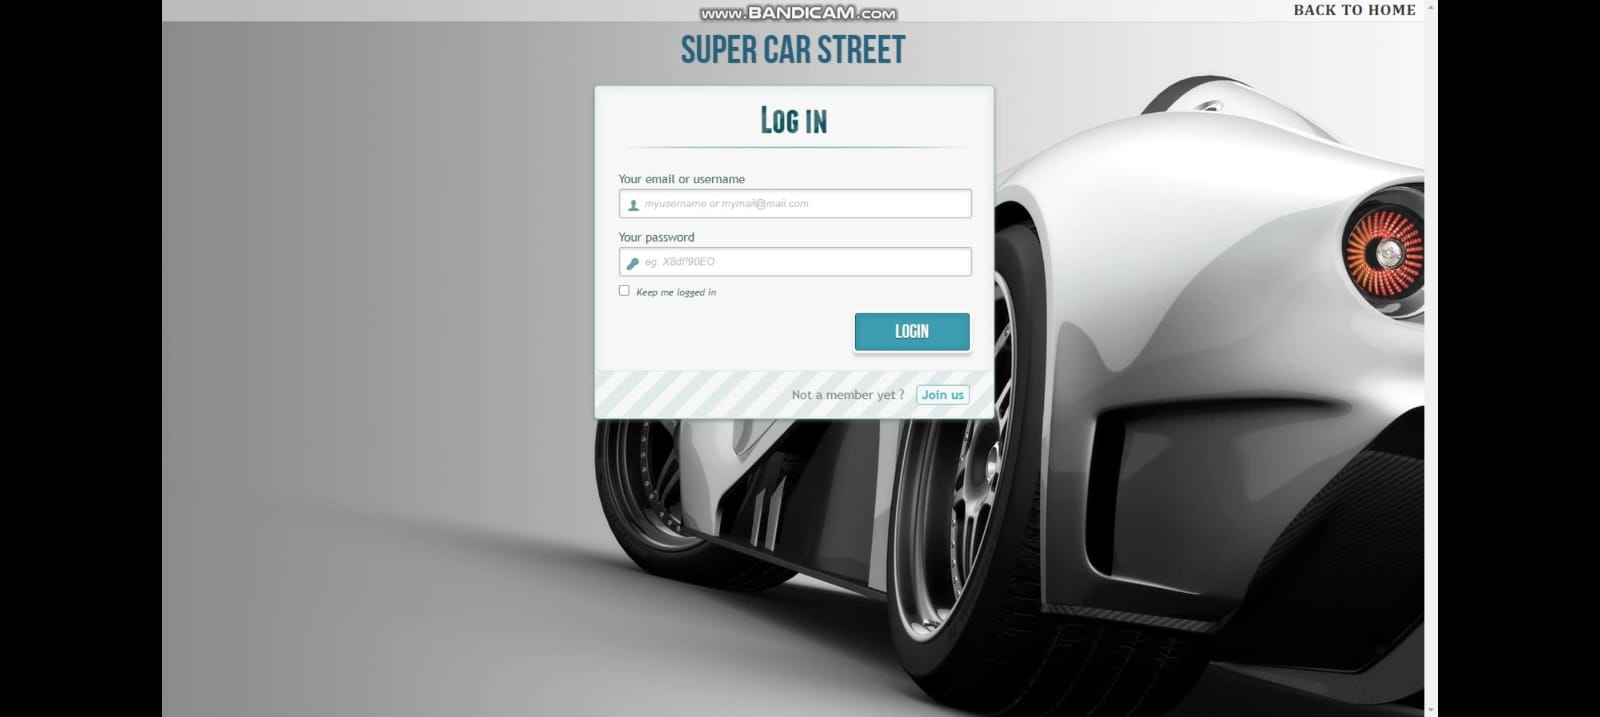 www.BANDICAM.com
BACK TO HOME
SUPER CAR STREET
LOG IN
Your email or username
myusername or mymail@mail.com
Your password
eg. X8df!90EO
Keep me logged in
LOGIN
Not a member yet ? Join us